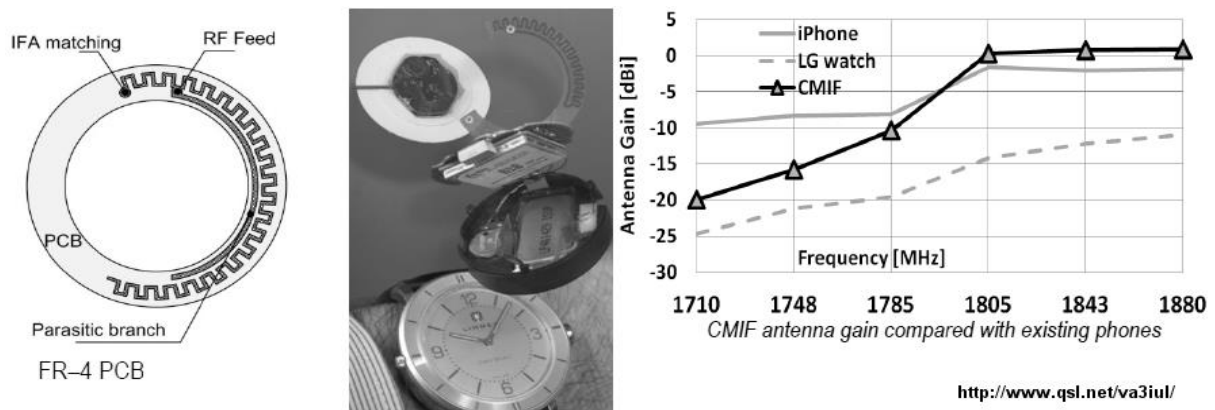 IFA matching
RF Feed
PCB
Parasitic branch
FR–4 PCB
5
0
-5
-10
-15
-20
-25
-30
Antenna Gain [dBi]
iPhone
LG watch
CMIF
Frequency [MHz]
1710 1748 1785 1805 1843 1880
CMIF antenna gain compared with existing phones
http://www.qsl.net/va3iul/